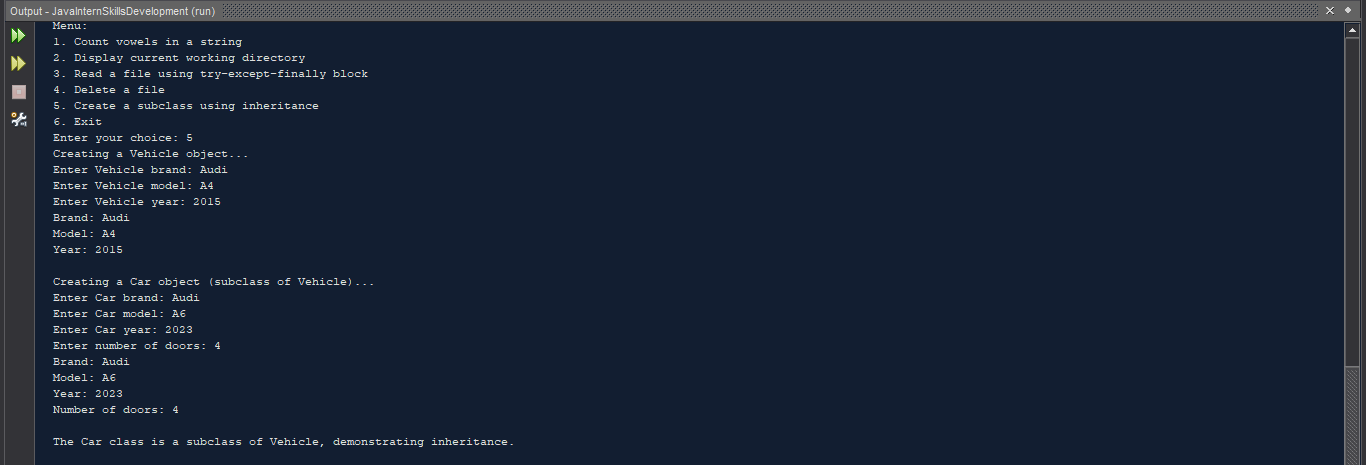 Output - JavaInternSkillsDevelopment (run)
Menu:
1. Count vowels in a string
2. Display current working directory
3. Read a file using try-except-finally block
4. Delete a file
5. Create a subclass using inheritance
6. Exit
Enter your choice: 5
Creating a Vehicle object...
Enter Vehicle brand: Audi
Enter Vehicle model: A4
Enter Vehicle year: 2015
Brand: Audi
Model: A4
Year: 2015

Creating a Car object (subclass of Vehicle)...
Enter Car brand: Audi
Enter Car model: A6
Enter Car year: 2023
Enter number of doors: 4
Brand: Audi
Model: A6
Year: 2023
Number of doors: 4

The Car class is a subclass of Vehicle, demonstrating inheritance.